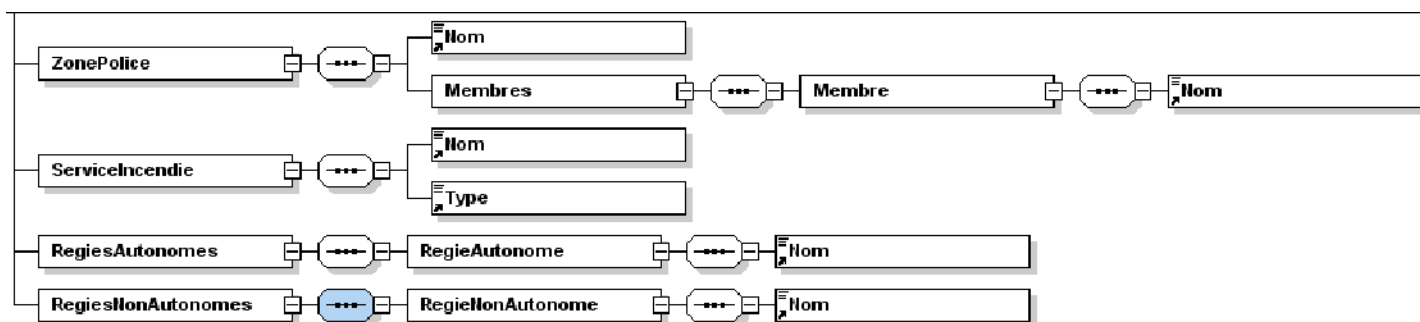 Nom
ZonePolice
Membres Membre Nom
Nom
ServiceIncendie
Type
RegiesAutonomes RegieAutonome Nom
RegiesNonAutonomes RegieNonAutonome Nom